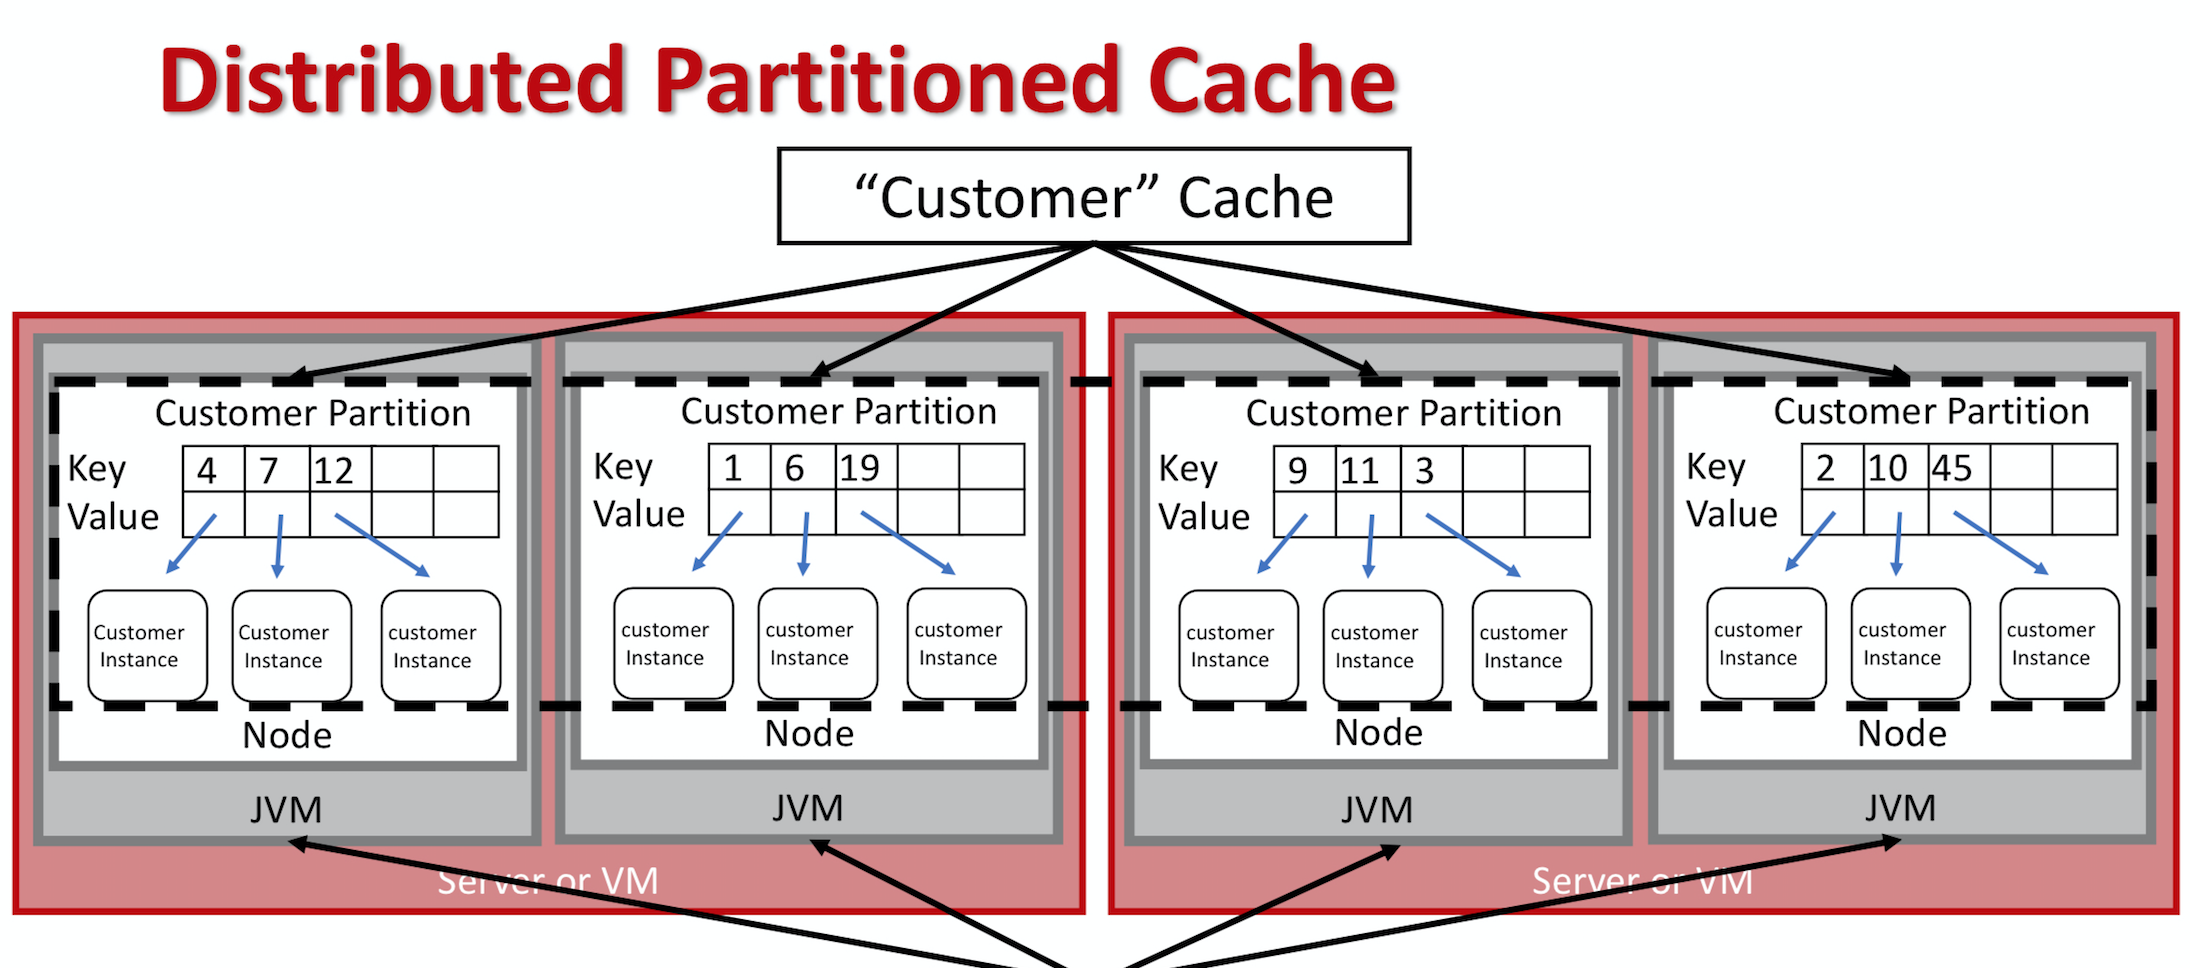 Distributed Partitioned Cache
“Customer” Cache
Customer Partition
Key 4 7 12
Value
Customer Instance
Customer Instance
customer Instance
Node
JVM
Customer Partition
Key 1 6 19
Value
customer Instance
customer Instance
customer Instance
Node
JVM
Server or VM
Customer Partition
Key 9 11 3
Value
customer Instance
customer Instance
customer Instance
Node
JVM
Customer Partition
Key 2 10 45
Value
customer Instance
customer Instance
customer Instance
Node
JVM
Server or VM